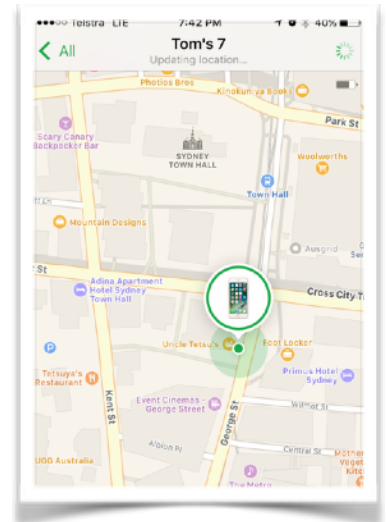 Telstra LTE 7:42 PM 40%
All
Tom's 7
Updating location...
Photios Bros
Kinokuniya Books
Park St
Scary Canary
Backpacker Bar
SYDNEY
TOWN HALL
Woolworths
Town Hall
Mountain Designs
Ausgrid
St
Adina Apartment
Hotel Sydney
Town Hall
Cross City T
Uncle Tetsu's
Foot Locker
Tetsuya's
Restaurant
Primus Hotel
Sydney
Kent St
Event Cinemas -
George Street
George St
Wilmot St
Albion Pl
Central St
UGG Australia
Mother
The Metro